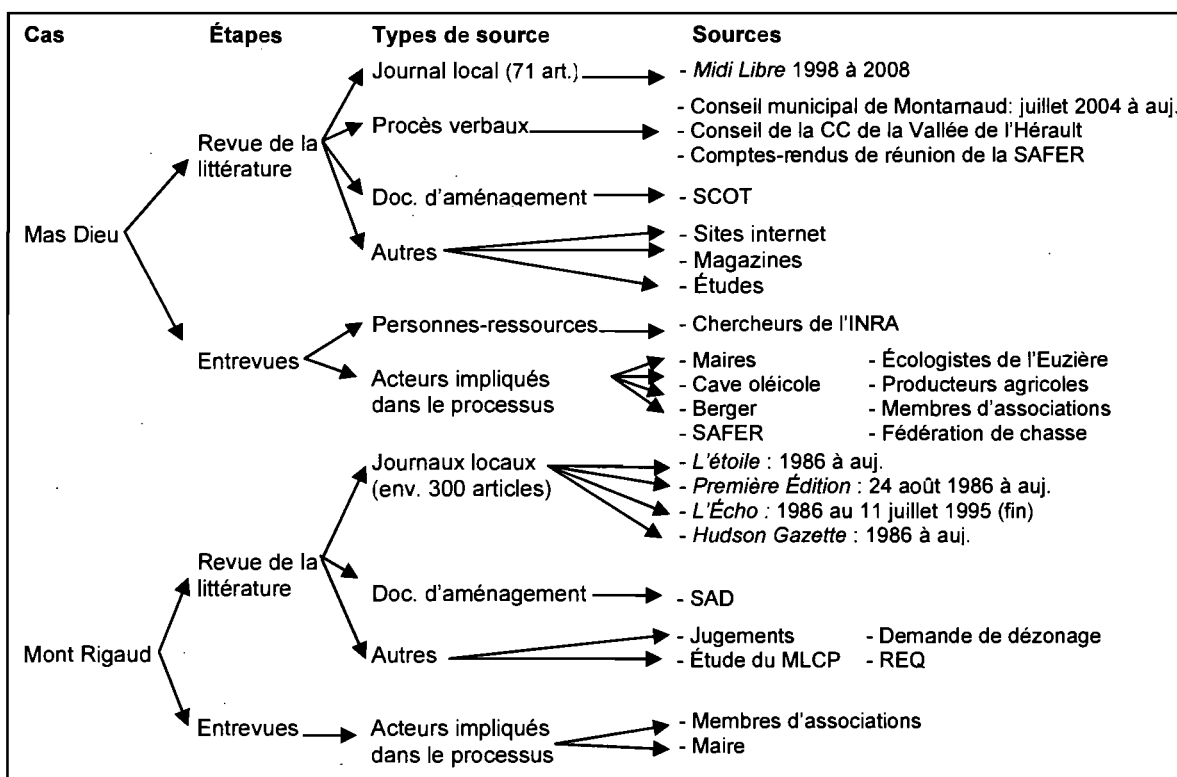 Cas Étapes Types de source Sources
Journal local (71 art.) - Midi Libre 1998 à 2008
Procès verbaux - Conseil municipal de Montarnaud: juillet 2004 à auj.
- Conseil de la CC de la Vallée de l'Hérault
- Comptes-rendus de réunion de la SAFER
Revue de la
littérature
Doc. d'aménagement - SCOT
Mas Dieu
Autres - Sites internet
- Magazines
- Études
Entrevues
Personnes-ressources - Chercheurs de l'INRA
Acteurs impliqués
dans le processus
- Maires - Écologistes de l'Euzière
- Cave oléicole - Producteurs agricoles
- Berger - Membres d'associations
- SAFER - Fédération de chasse
Journaux locaux
(env. 300 articles)
- L'étoile : 1986 à auj.
- Première Édition : 24 août 1986 à auj.
- L'Écho : 1986 au 11 juillet 1995 (fin)
- Hudson Gazette : 1986 à auj.
Revue de la
littérature
Doc. d'aménagement - SAD
Mont Rigaud
Autres
- Jugements - Demande de dézonage
- Étude du MLCP - REQ
Entrevues
Acteurs impliqués
dans le processus
- Membres d'associations
- Maire